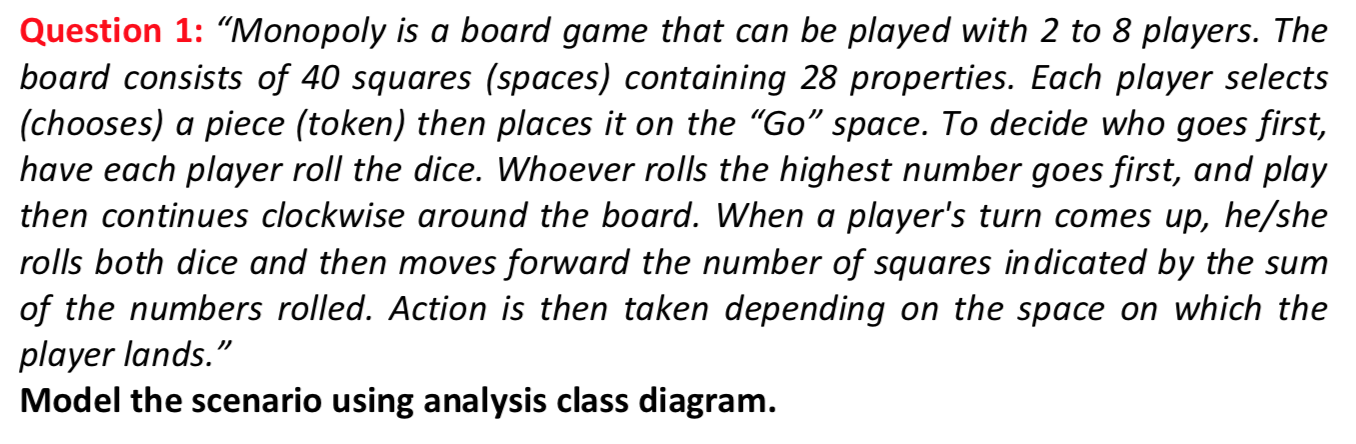 Question 1: “Monopoly is a board game that can be played with 2 to 8 players. The
board consists of 40 squares (spaces) containing 28 properties. Each player selects
(chooses) a piece (token) then places it on the “Go” space. To decide who goes first,
have each player roll the dice. Whoever rolls the highest number goes first, and play
then continues clockwise around the board. When a player's turn comes up, he/she
rolls both dice and then moves forward the number of squares indicated by the sum
of the numbers rolled. Action is then taken depending on the space on which the
player lands.”
Model the scenario using analysis class diagram.